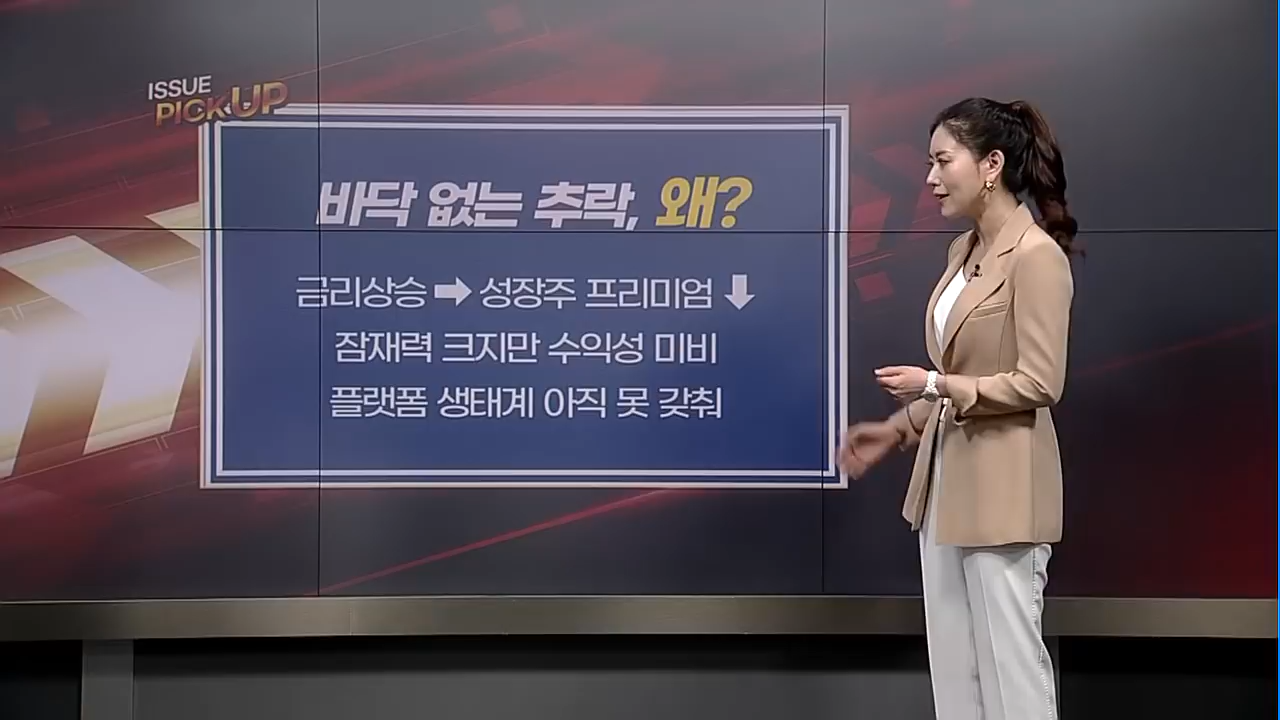 ISSUE
PICKUP
바닥 없는 추락, 왜?
금리상승 ➡ 성장주 프리미엄 ⬇
잠재력 크지만 수익성 미비
플랫폼 생태계 아직 못 갖춰